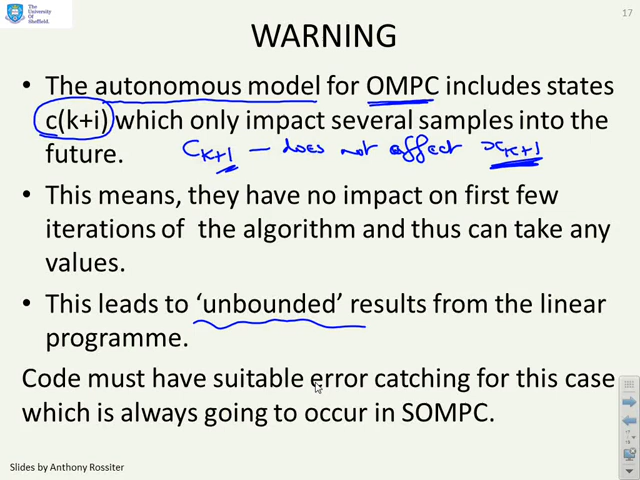 The
University
Of
Sheffield.
17
WARNING
• The autonomous model for OMPC includes states
c(k+i) which only impact several samples into the
future.
Ck+1 — does not affect xk+1
• This means, they have no impact on first few
iterations of the algorithm and thus can take any
values.
• This leads to ‘unbounded’ results from the linear
programme.
Code must have suitable error catching for this case
which is always going to occur in SOMPC.
Slides by Anthony Rossiter